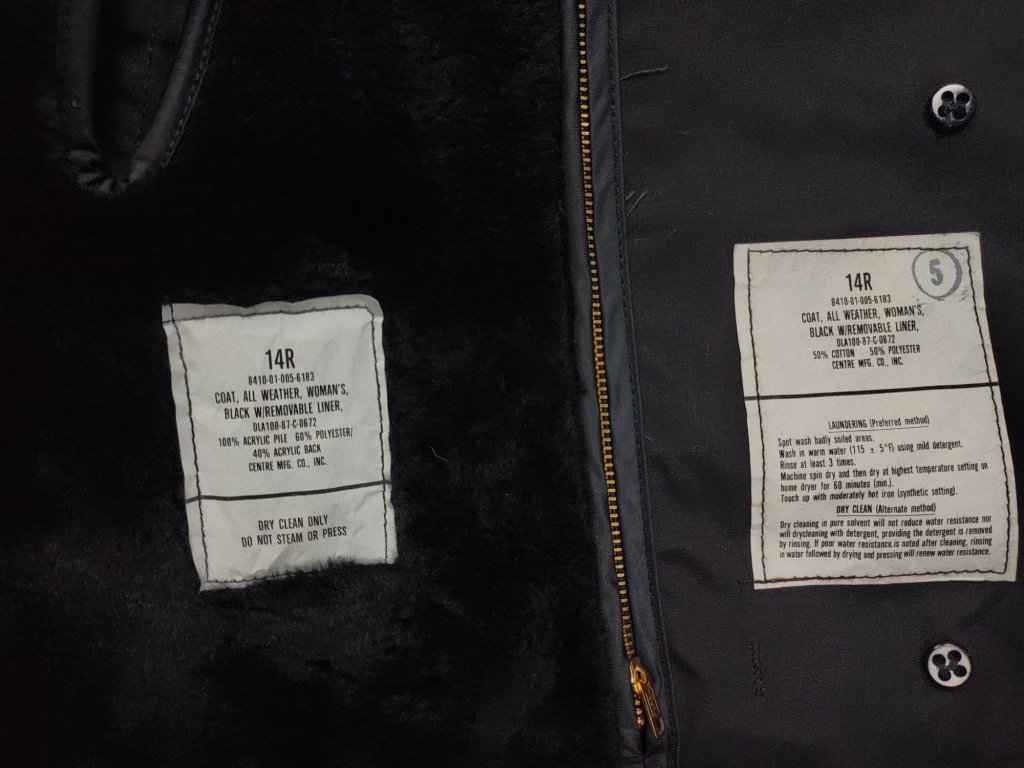 14R
8410-01-005-6183
COAT, ALL WEATHER, WOMAN'S,
BLACK W/REMOVABLE LINER,
DLA100-87-C-0672
100% ACRYLIC PILE 60% POLYESTER/
40% ACRYLIC BACK
CENTRE MFG. CO., INC.
DRY CLEAN ONLY
DO NOT STEAM OR PRESS
5
14R
8410-01-005-6183
COAT, ALL WEATHER, WOMAN'S,
BLACK W/REMOVABLE LINER,
DLA100-87-C-0672
50% COTTON 50% POLYESTER
CENTRE MFG. CO., INC.
LAUNDERING (Preferred method)
Spot wash badly soiled areas.
Wash in warm water (115 ± 5°F) using mild detergent.
Rinse at least 3 times.
Machine spin dry and then dry at highest temperature setting on
home dryer for 60 minutes (min.).
Touch up with moderately hot iron (synthetic setting).
DRY CLEAN (Alternate method)
Dry cleaning in pure solvent will not reduce water resistance nor
will drycleaning with detergent, providing the detergent is removed
by rinsing. If poor water resistance is noted after cleaning, rinsing
in water followed by drying and pressing will renew water resistance.